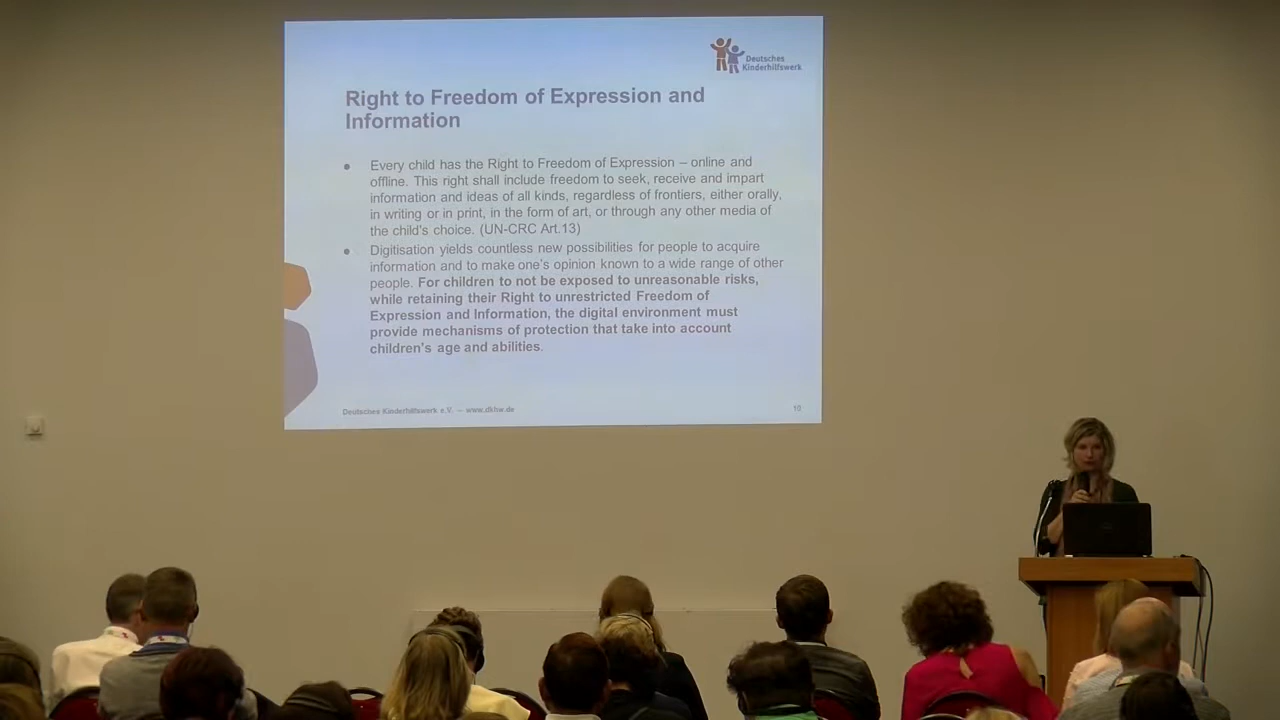 Deutsches
Kinderhilfswerk
Right to Freedom of Expression and
Information
● Every child has the Right to Freedom of Expression – online and
offline. This right shall include freedom to seek, receive and impart
information and ideas of all kinds, regardless of frontiers, either orally,
in writing or in print, in the form of art, or through any other media of
the child's choice. (UN-CRC Art.13)
● Digitisation yields countless new possibilities for people to acquire
information and to make one's opinion known to a wide range of other
people. For children to not be exposed to unreasonable risks,
while retaining their Right to unrestricted Freedom of
Expression and Information, the digital environment must
provide mechanisms of protection that take into account
children's age and abilities.
Deutsches Kinderhilfswerk e.V. – www.dkhw.de
10